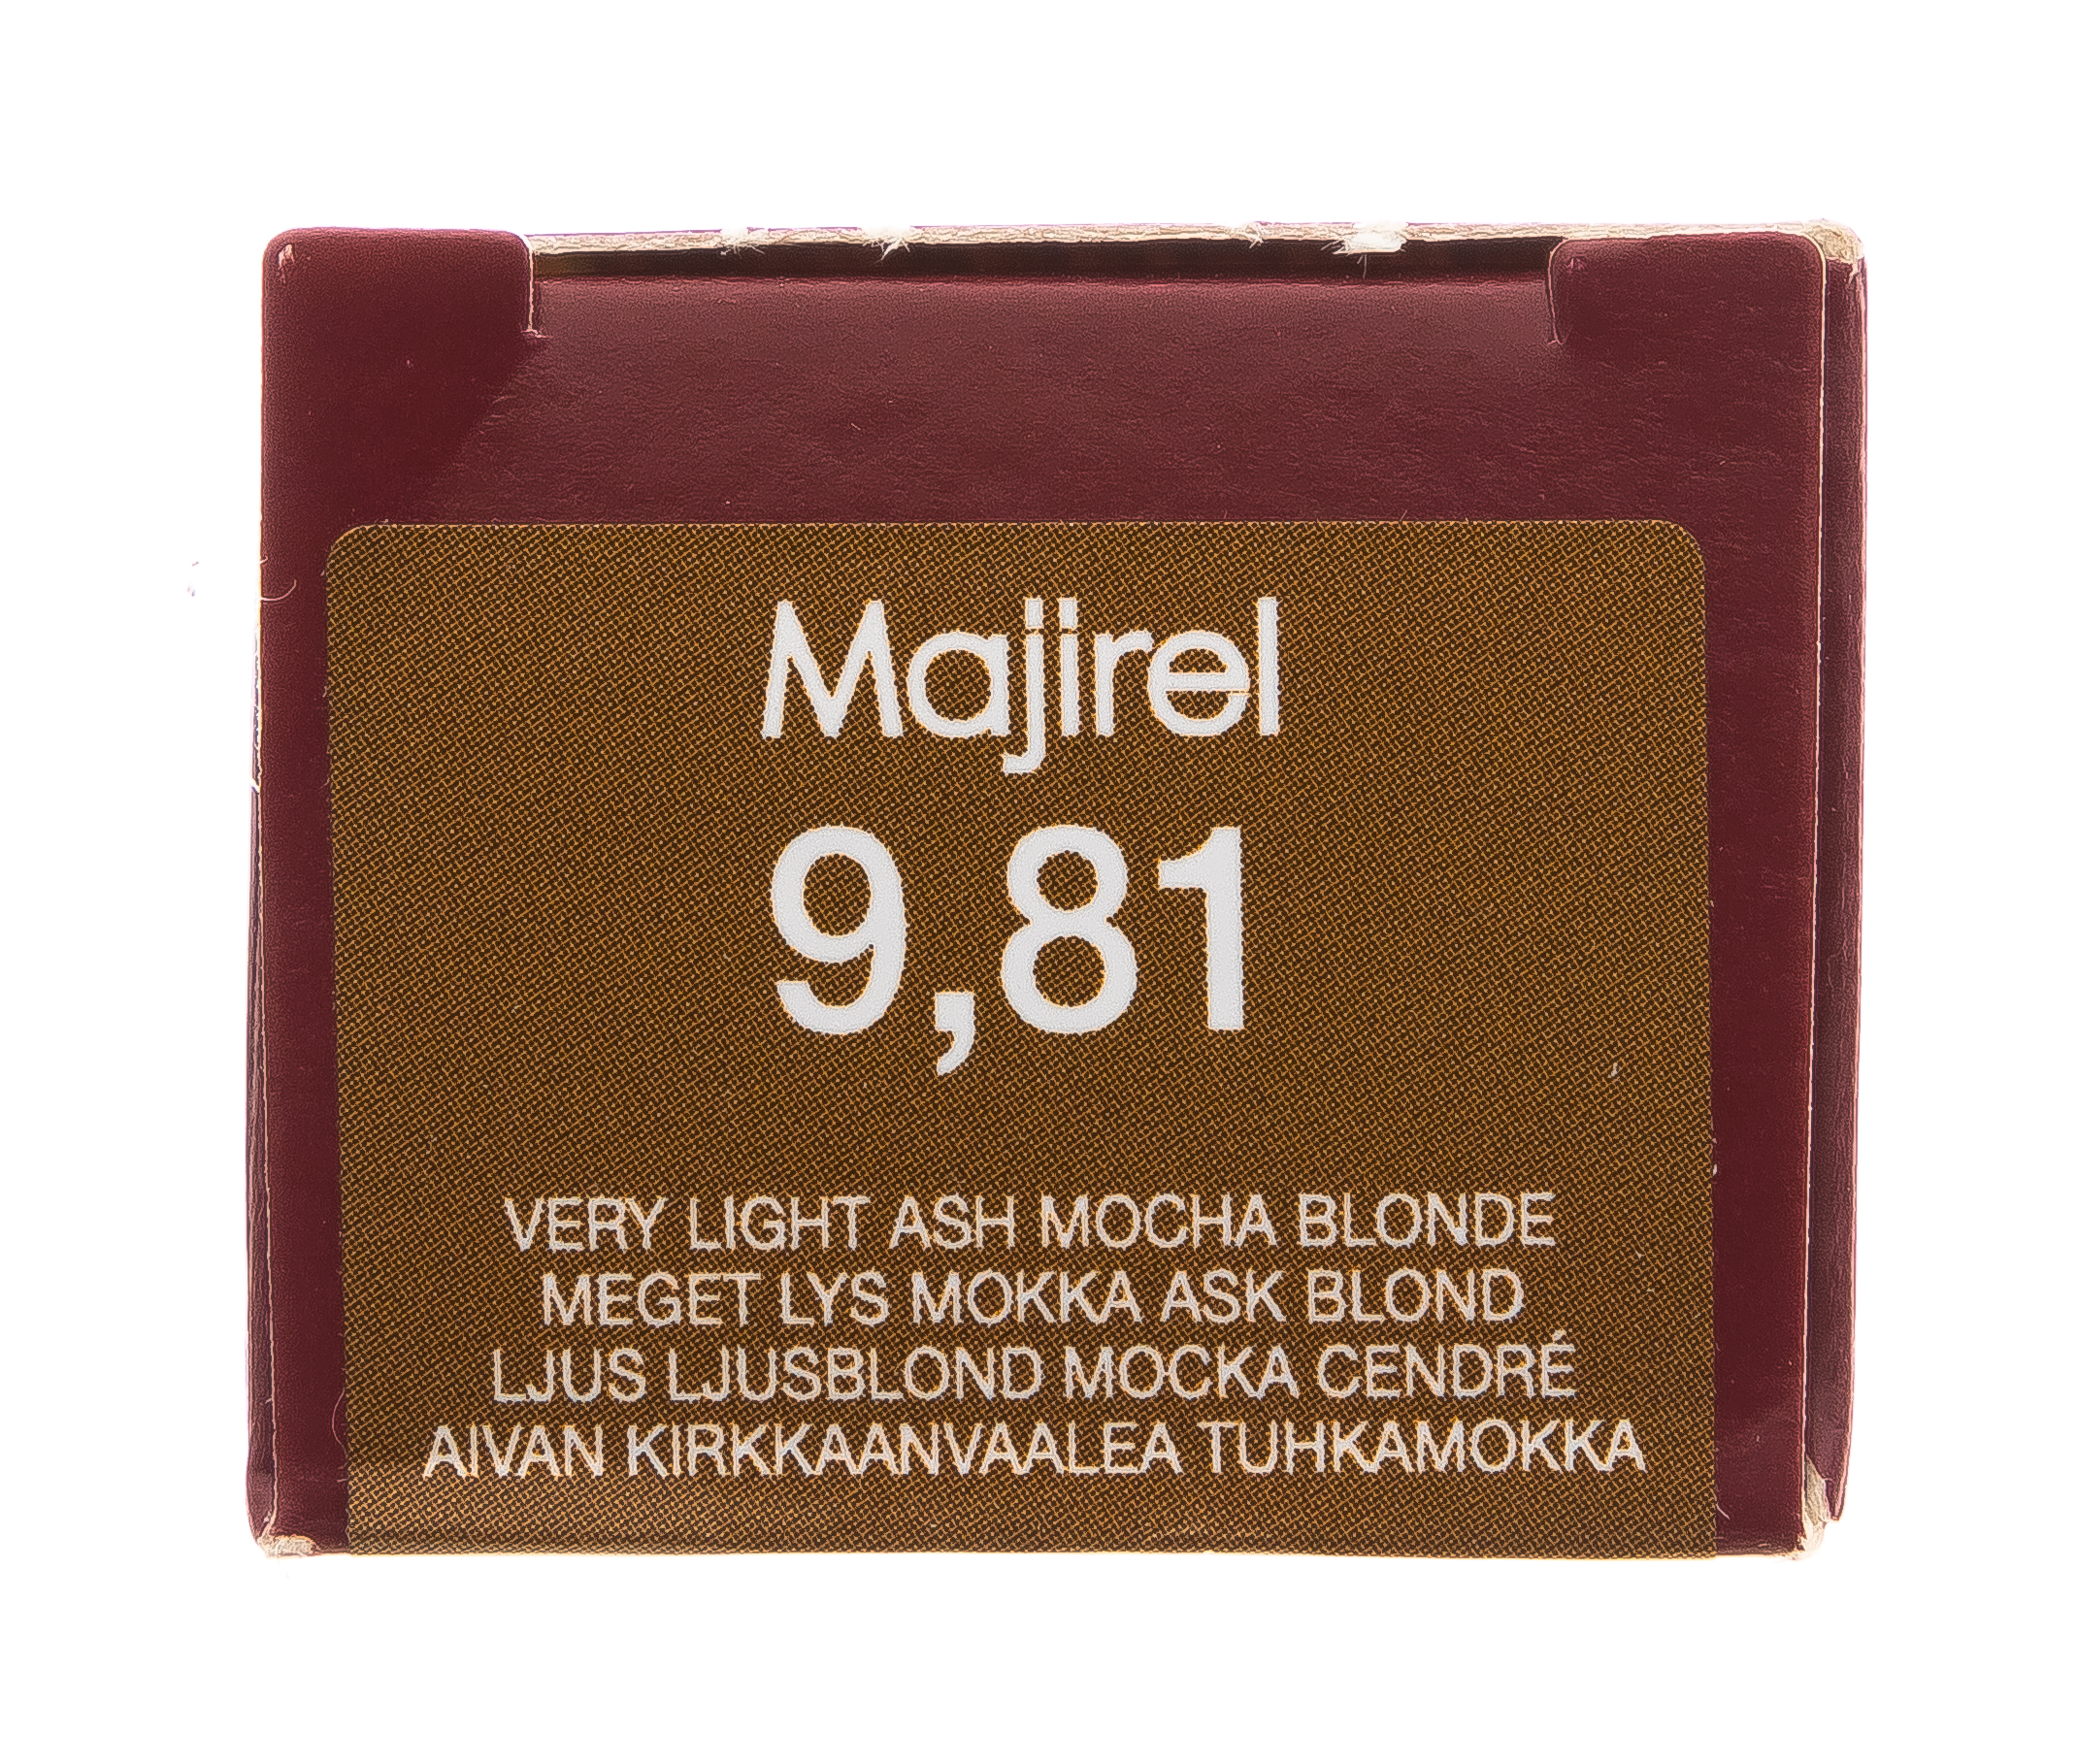 Majirel
9,81
VERY LIGHT ASH MOCHA BLONDE
MEGET LYS MOKKA ASK BLOND
LJUS LJUSBLOND MOCKA CENDRÉ
AIVAN KIRKKAANVAALEA TUHKAMOKKA